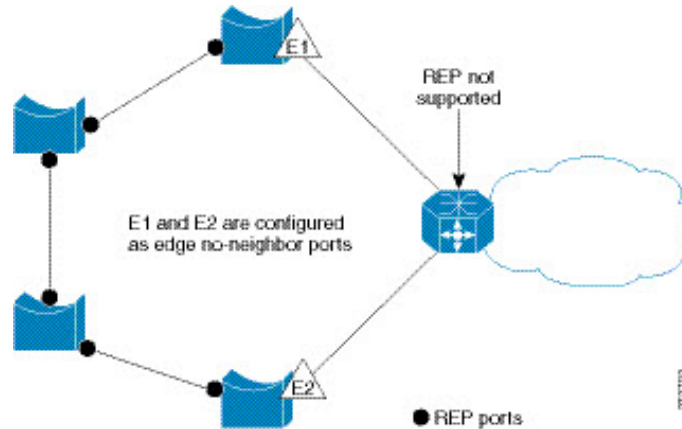 E1
REP not
supported
E1 and E2 are configured
as edge no-neighbor ports
E2
REP ports